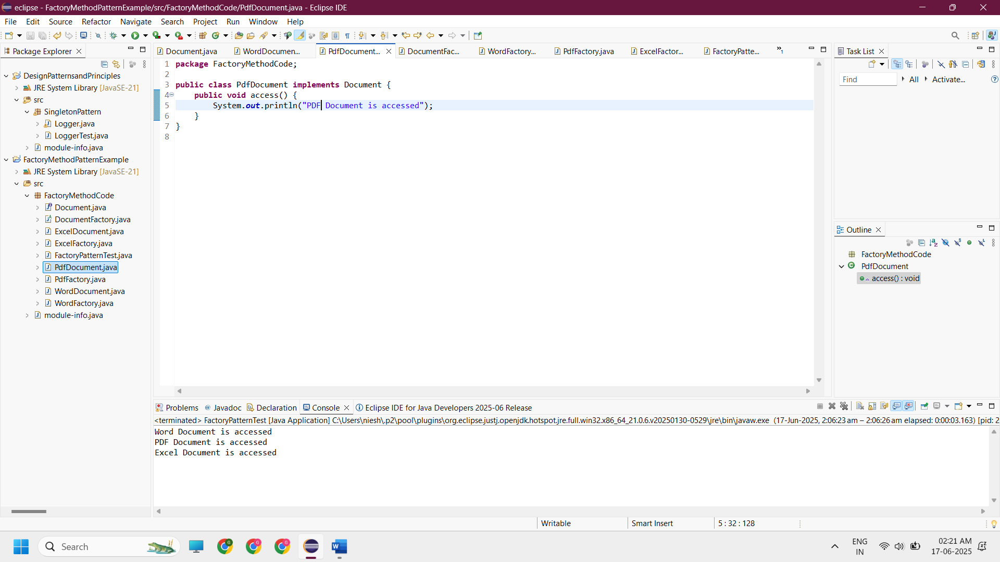 eclipse - FactoryMethodPatternExample/src/FactoryMethodCode/PdfDocument.java - Eclipse IDE
File Edit Source Refactor Navigate Search Project Run Window Help
Package Explorer
DesignPatternsandPrinciples
JRE System Library [JavaSE-21]
src
SingletonPattern
Logger.java
LoggerTest.java
module-info.java
FactoryMethodPatternExample
JRE System Library [JavaSE-21]
src
FactoryMethodCode
Document.java
DocumentFactory.java
ExcelDocument.java
ExcelFactory.java
FactoryPatternTest.java
PdfDocument.java
PdfFactory.java
WordDocument.java
WordFactory.java
module-info.java
Document.java WordDocumen... PdfDocument... DocumentFac... WordFactory... PdfFactory.java ExcelFactor... FactoryPatte... »1
1 package FactoryMethodCode;
2
3 public class PdfDocument implements Document {
4 public void access() {
5 System.out.println("PDF Document is accessed");
6 }
7 }
8
Task List
Find All Activate...
Outline
FactoryMethodCode
PdfDocument
access() : void
Problems @ Javadoc Declaration Console Eclipse IDE for Java Developers 2025-06 Release
<terminated> FactoryPatternTest [Java Application] C:\Users\niesh\.p2\pool\plugins\org.eclipse.justj.openjdk.hotspot.jre.full.win32.x86_64_21.0.6.v20250130-0529\jre\bin\javaw.exe (17-Jun-2025, 2:06:23 am – 2:06:26 am elapsed: 0:00:03.163) [pid: 2
Word Document is accessed
PDF Document is accessed
Excel Document is accessed
Writable Smart Insert 5 : 32 : 128
Search
ENG
IN
02:21 AM
17-06-2025